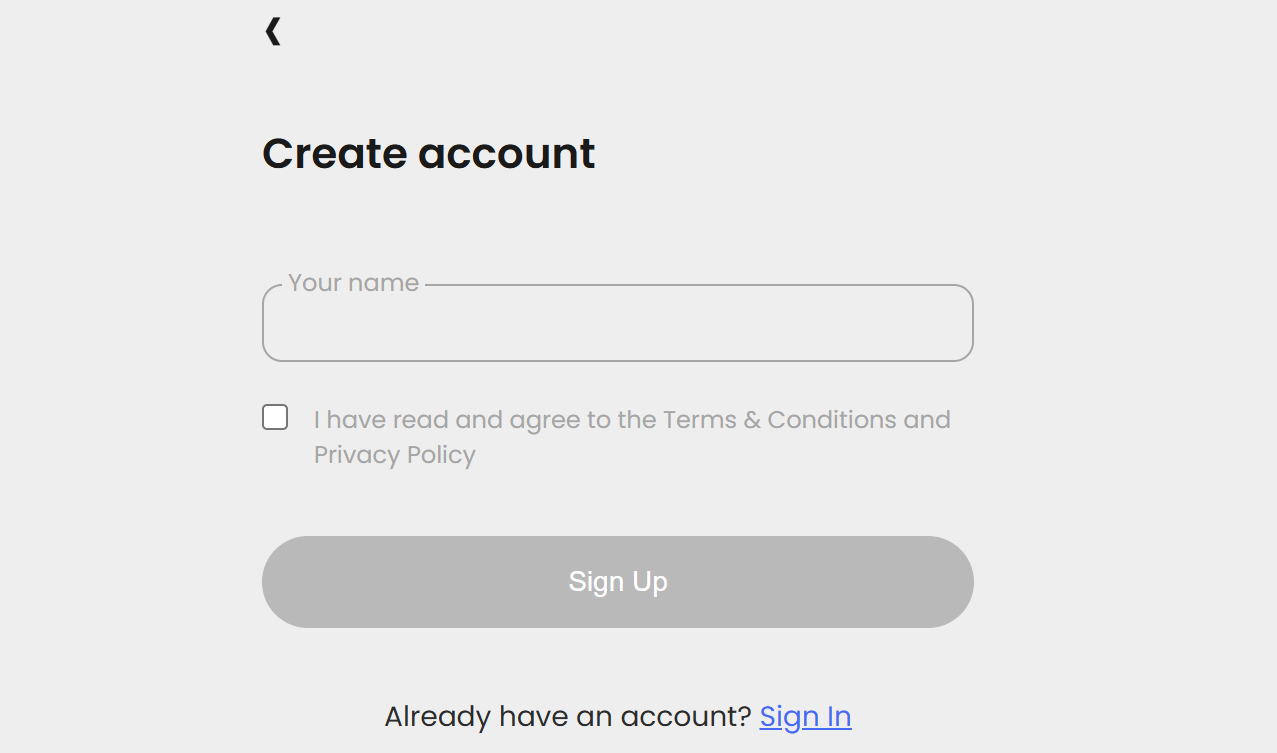 Create account
Your name
I have read and agree to the Terms & Conditions and
Privacy Policy
Sign Up
Already have an account? Sign In